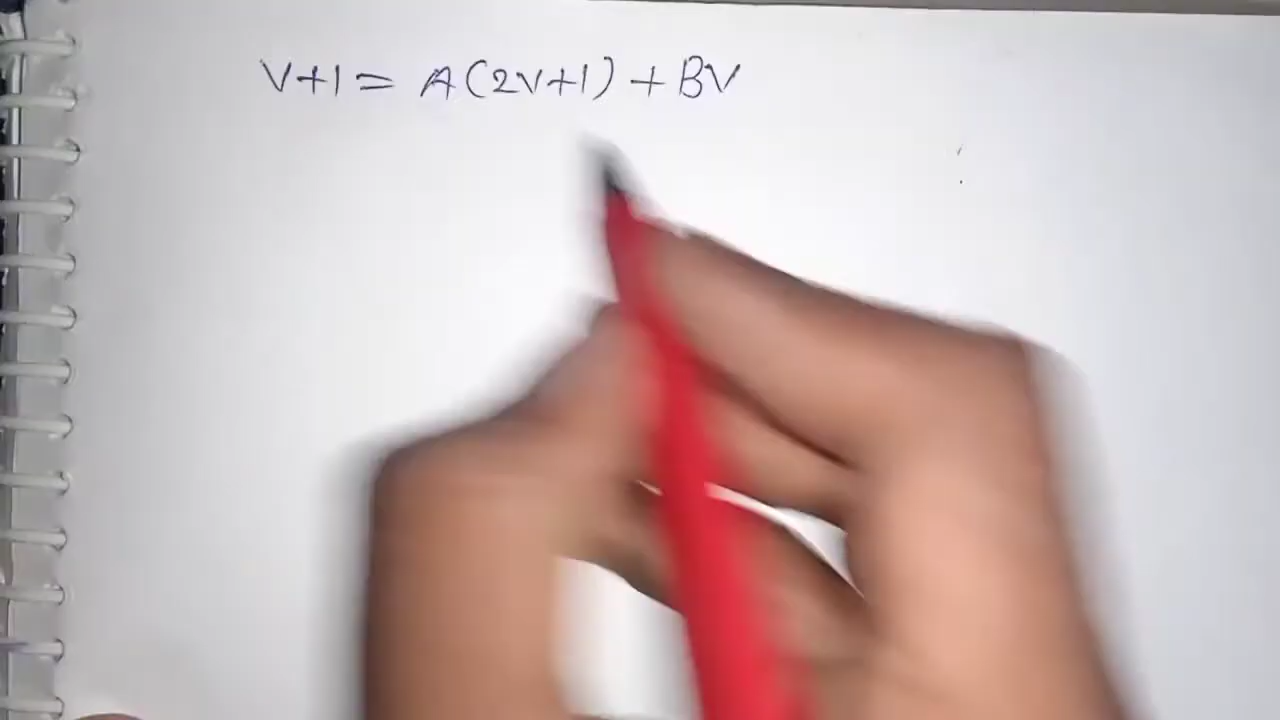 V+1 = A(2V+1) + BV